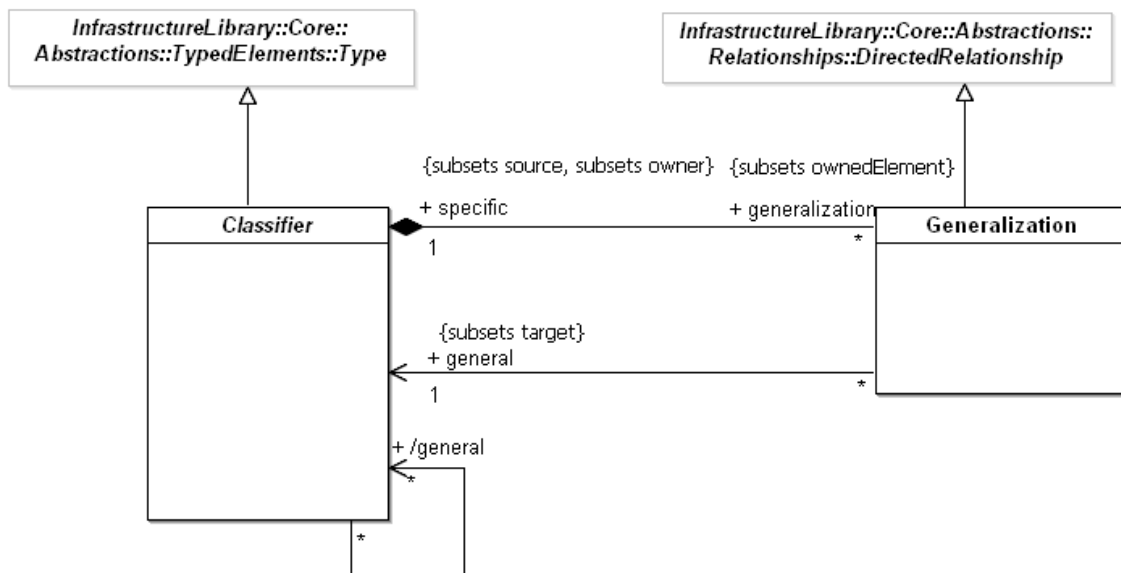 InfrastructureLibrary::Core::
Abstractions::TypedElements::Type
InfrastructureLibrary::Core::Abstractions::
Relationships::DirectedRelationship
{subsets source, subsets owner}
{subsets ownedElement}
+ specific
+ generalization
Classifier
1
*
Generalization
{subsets target}
+ general
1
*
+ /general
*
*